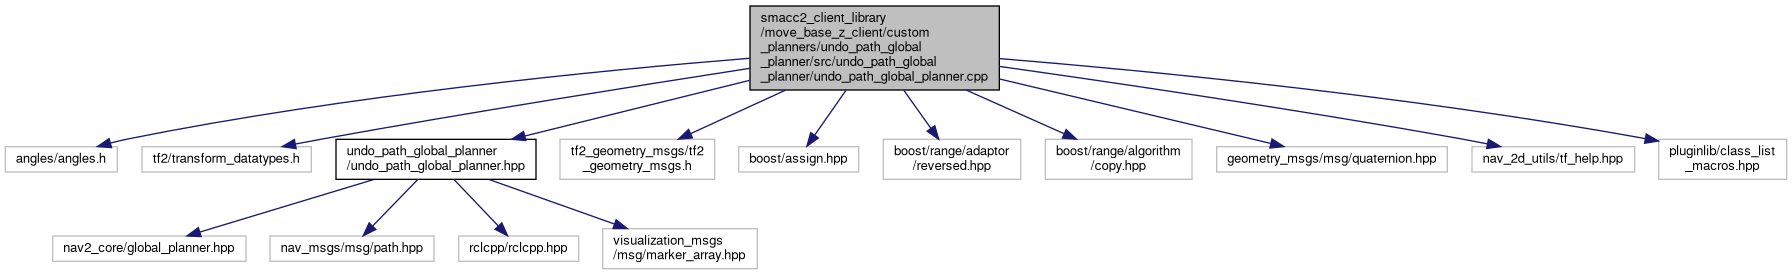 smacc2_client_library
/move_base_z_client/custom
_planners/undo_path_global
_planner/src/undo_path_global
_planner/undo_path_global_planner.cpp
angles/angles.h
tf2/transform_datatypes.h
undo_path_global_planner
/undo_path_global_planner.hpp
tf2_geometry_msgs/tf2
_geometry_msgs.h
boost/assign.hpp
boost/range/adaptor
/reversed.hpp
boost/range/algorithm
/copy.hpp
geometry_msgs/msg/quaternion.hpp
nav_2d_utils/tf_help.hpp
pluginlib/class_list
_macros.hpp
nav2_core/global_planner.hpp
nav_msgs/msg/path.hpp
rclcpp/rclcpp.hpp
visualization_msgs
/msg/marker_array.hpp